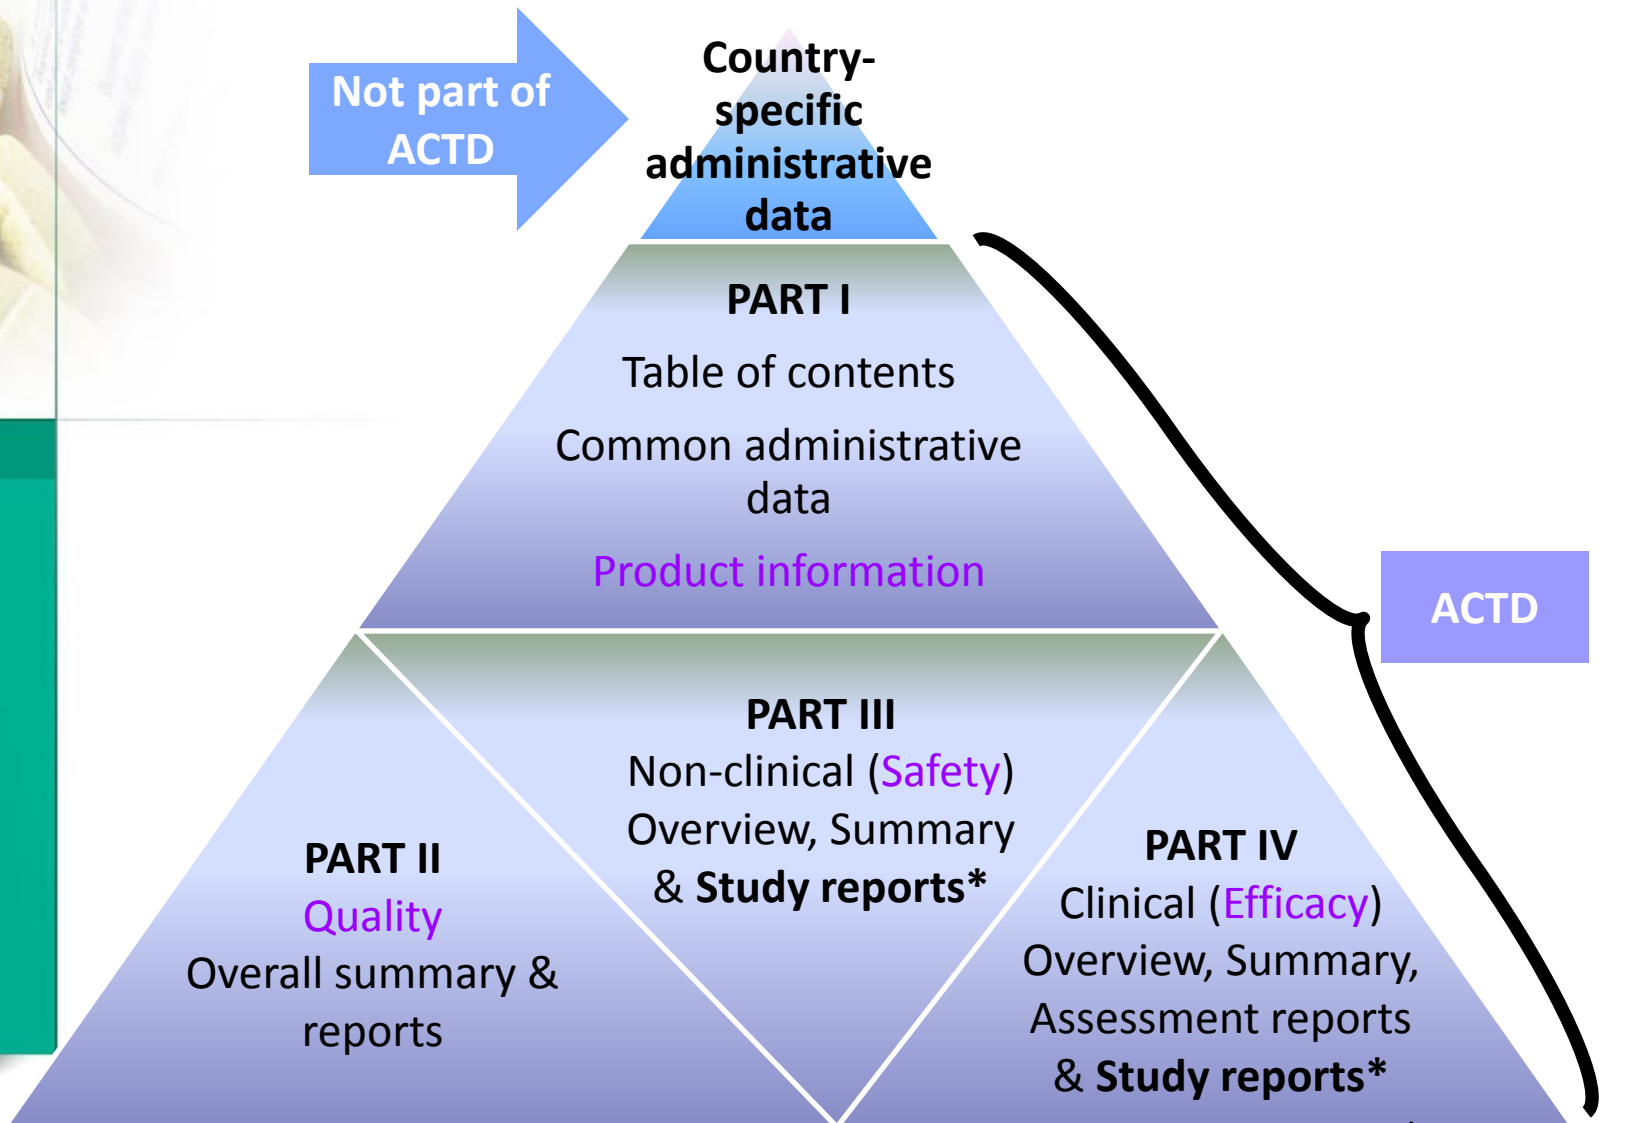 Not part of
ACTD
Country-
specific
administrative
data
PART I
Table of contents
Common administrative
data
Product information
ACTD
PART III
Non-clinical (Safety)
Overview, Summary
& Study reports*
PART II
Quality
Overall summary &
reports
PART IV
Clinical (Efficacy)
Overview, Summary,
Assessment reports
& Study reports*